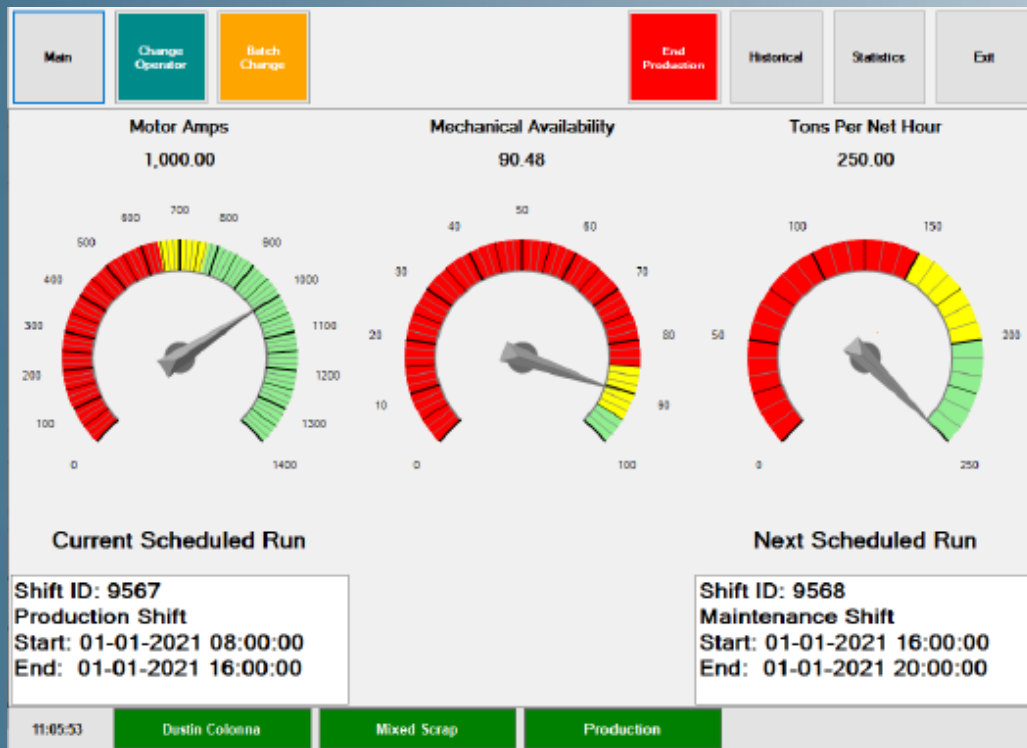 Main
Change
Operator
Batch
Change
End
Production
Historical
Statistics
Exit
Motor Amps
1,000.00
0
100
200
300
400
500
600
700
800
900
1000
1100
1200
1300
1400
Mechanical Availability
90.48
0
10
20
30
40
50
60
70
80
90
100
Tons Per Net Hour
250.00
0
50
100
150
200
250
Current Scheduled Run
Shift ID: 9567
Production Shift
Start: 01-01-2021 08:00:00
End: 01-01-2021 16:00:00
Next Scheduled Run
Shift ID: 9568
Maintenance Shift
Start: 01-01-2021 16:00:00
End: 01-01-2021 20:00:00
11:05:53
Dustin Colonna
Mixed Scrap
Production